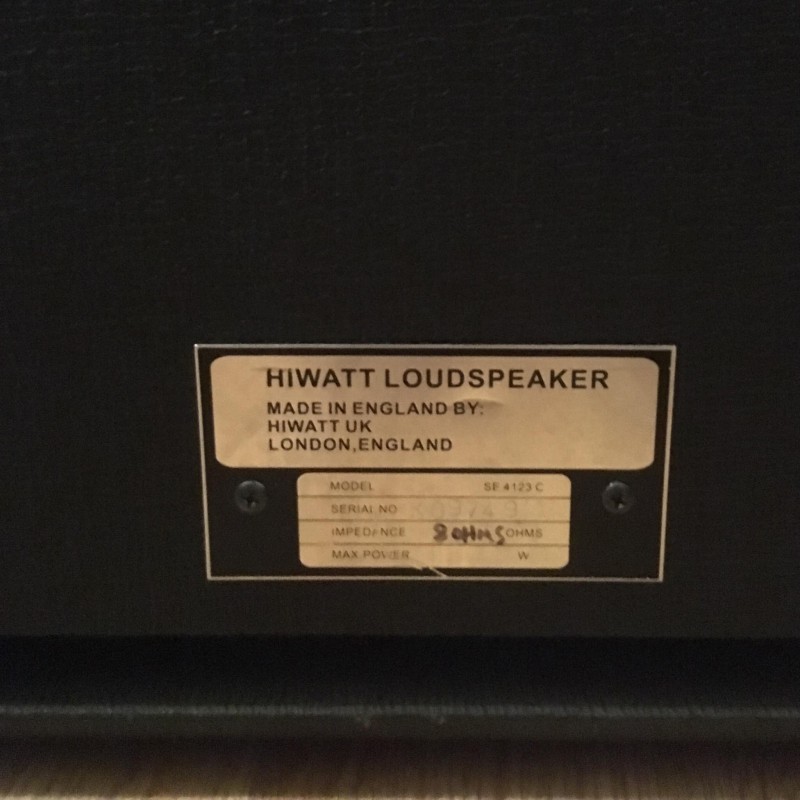 HIWATT LOUDSPEAKER
MADE IN ENGLAND BY:
HIWATT UK
LONDON,ENGLAND
MODEL SE 4123 C
SERIAL NO
IMPEDANCE 8 OHMS OHMS
MAX.POWER W